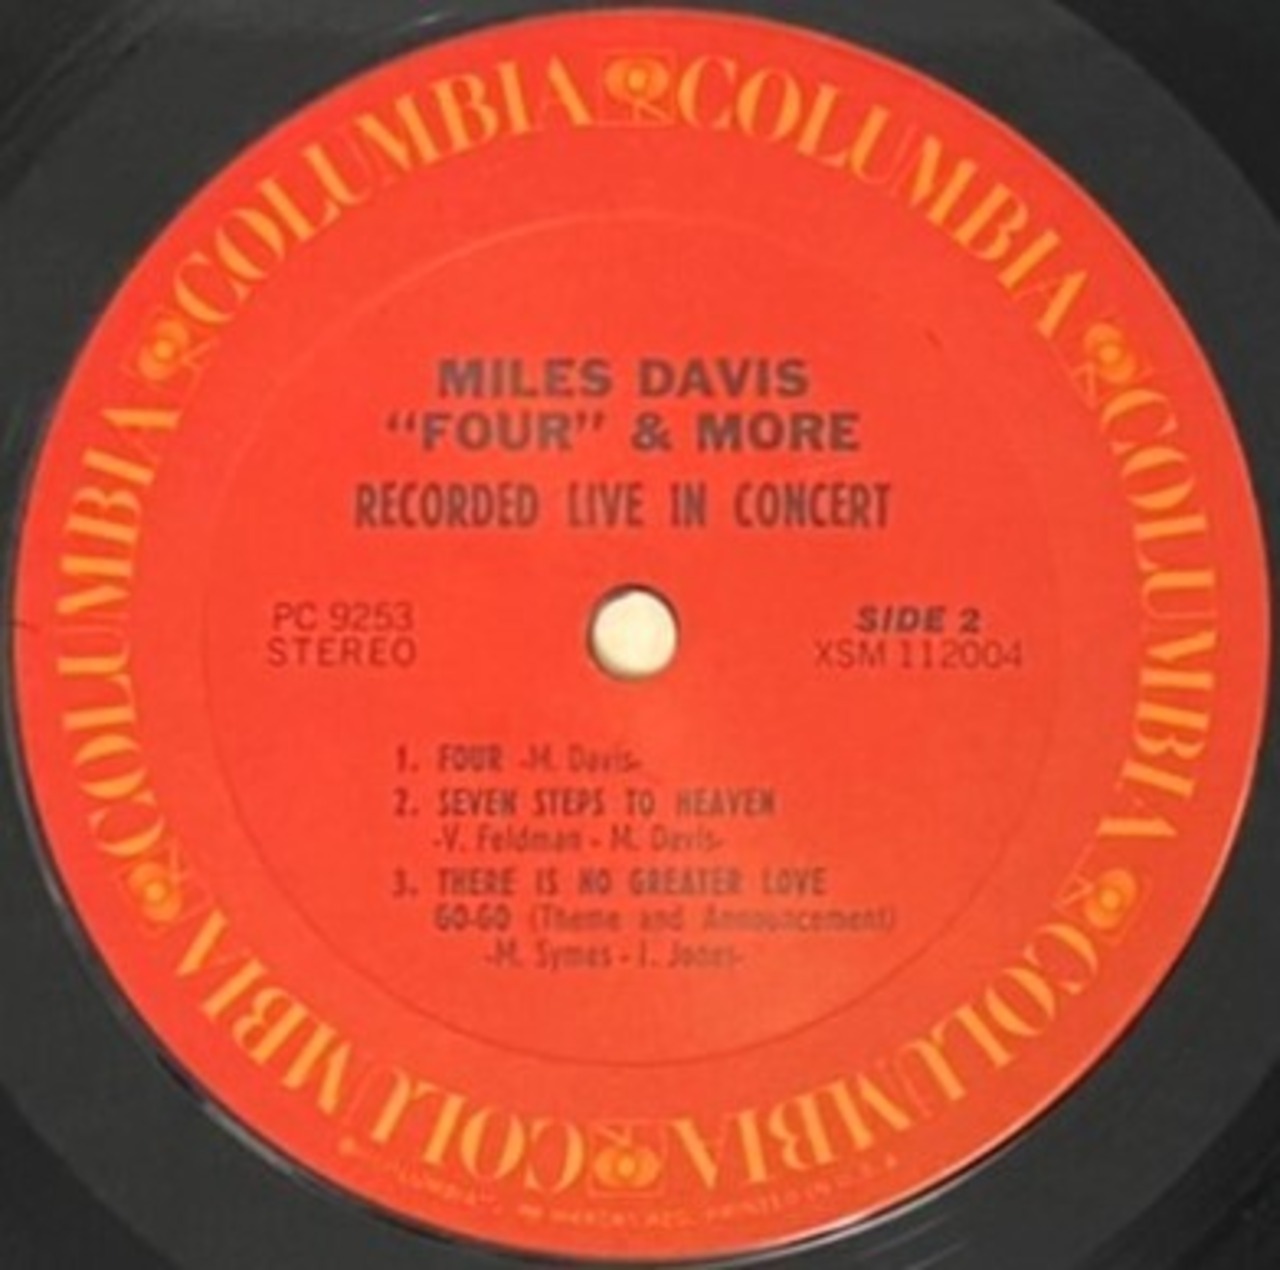 COLUMBIA COLUMBIA COLUMBIA COLUMBIA COLUMBIA COLUMBIA
MILES DAVIS
“FOUR” & MORE
RECORDED LIVE IN CONCERT
PC 9253
STEREO
SIDE 2
XSM 112004
1. FOUR -M. Davis-
2. SEVEN STEPS TO HEAVEN
-V. Feldman - M. Davis-
3. THERE IS NO GREATER LOVE
GO-GO (Theme and Announcement)
-M. Symes - I. Jones-
PRINTED IN U.S.A.